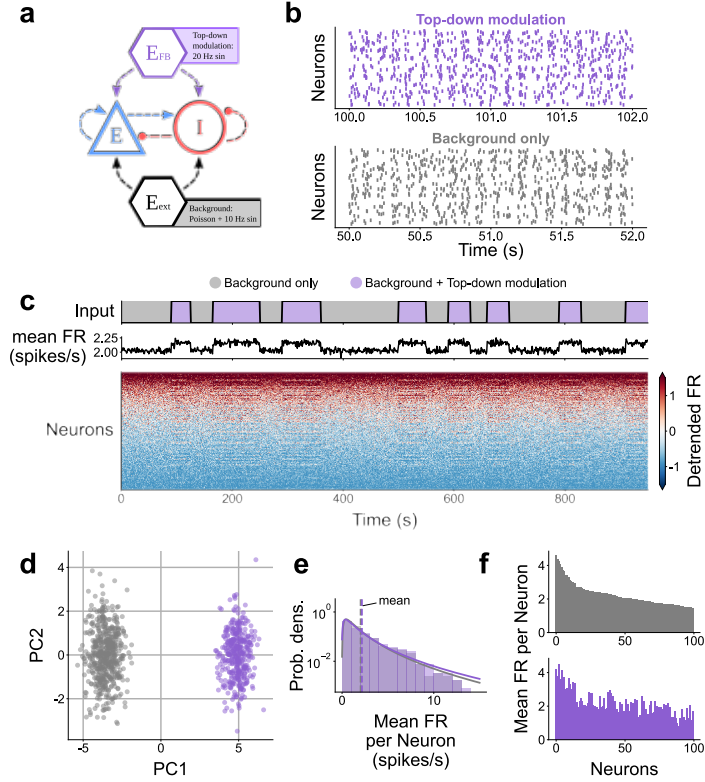 a
E FB
Top-down
modulation:
20 Hz sin
E
I
E ext
Background:
Poisson + 10 Hz sin
b
Top-down modulation
Neurons
100.0 100.5 101.0 101.5 102.0
Background only
Neurons
50.0 50.5 51.0 51.5 52.0
Time (s)
Background only
Background + Top-down modulation
c
Input
mean FR
(spikes/s)
2.25
2.00
Neurons
0 200 400 600 800
Time (s)
1
0
-1
Detrended FR
d
4
2
0
-2
PC2
-5 0 5
PC1
e
mean
Prob. dens.
10^0
10^-2
0 10
Mean FR
per Neuron
(spikes/s)
f
Mean FR per Neuron
4
2
0
0 50 100
4
2
0
0 50 100
Neurons